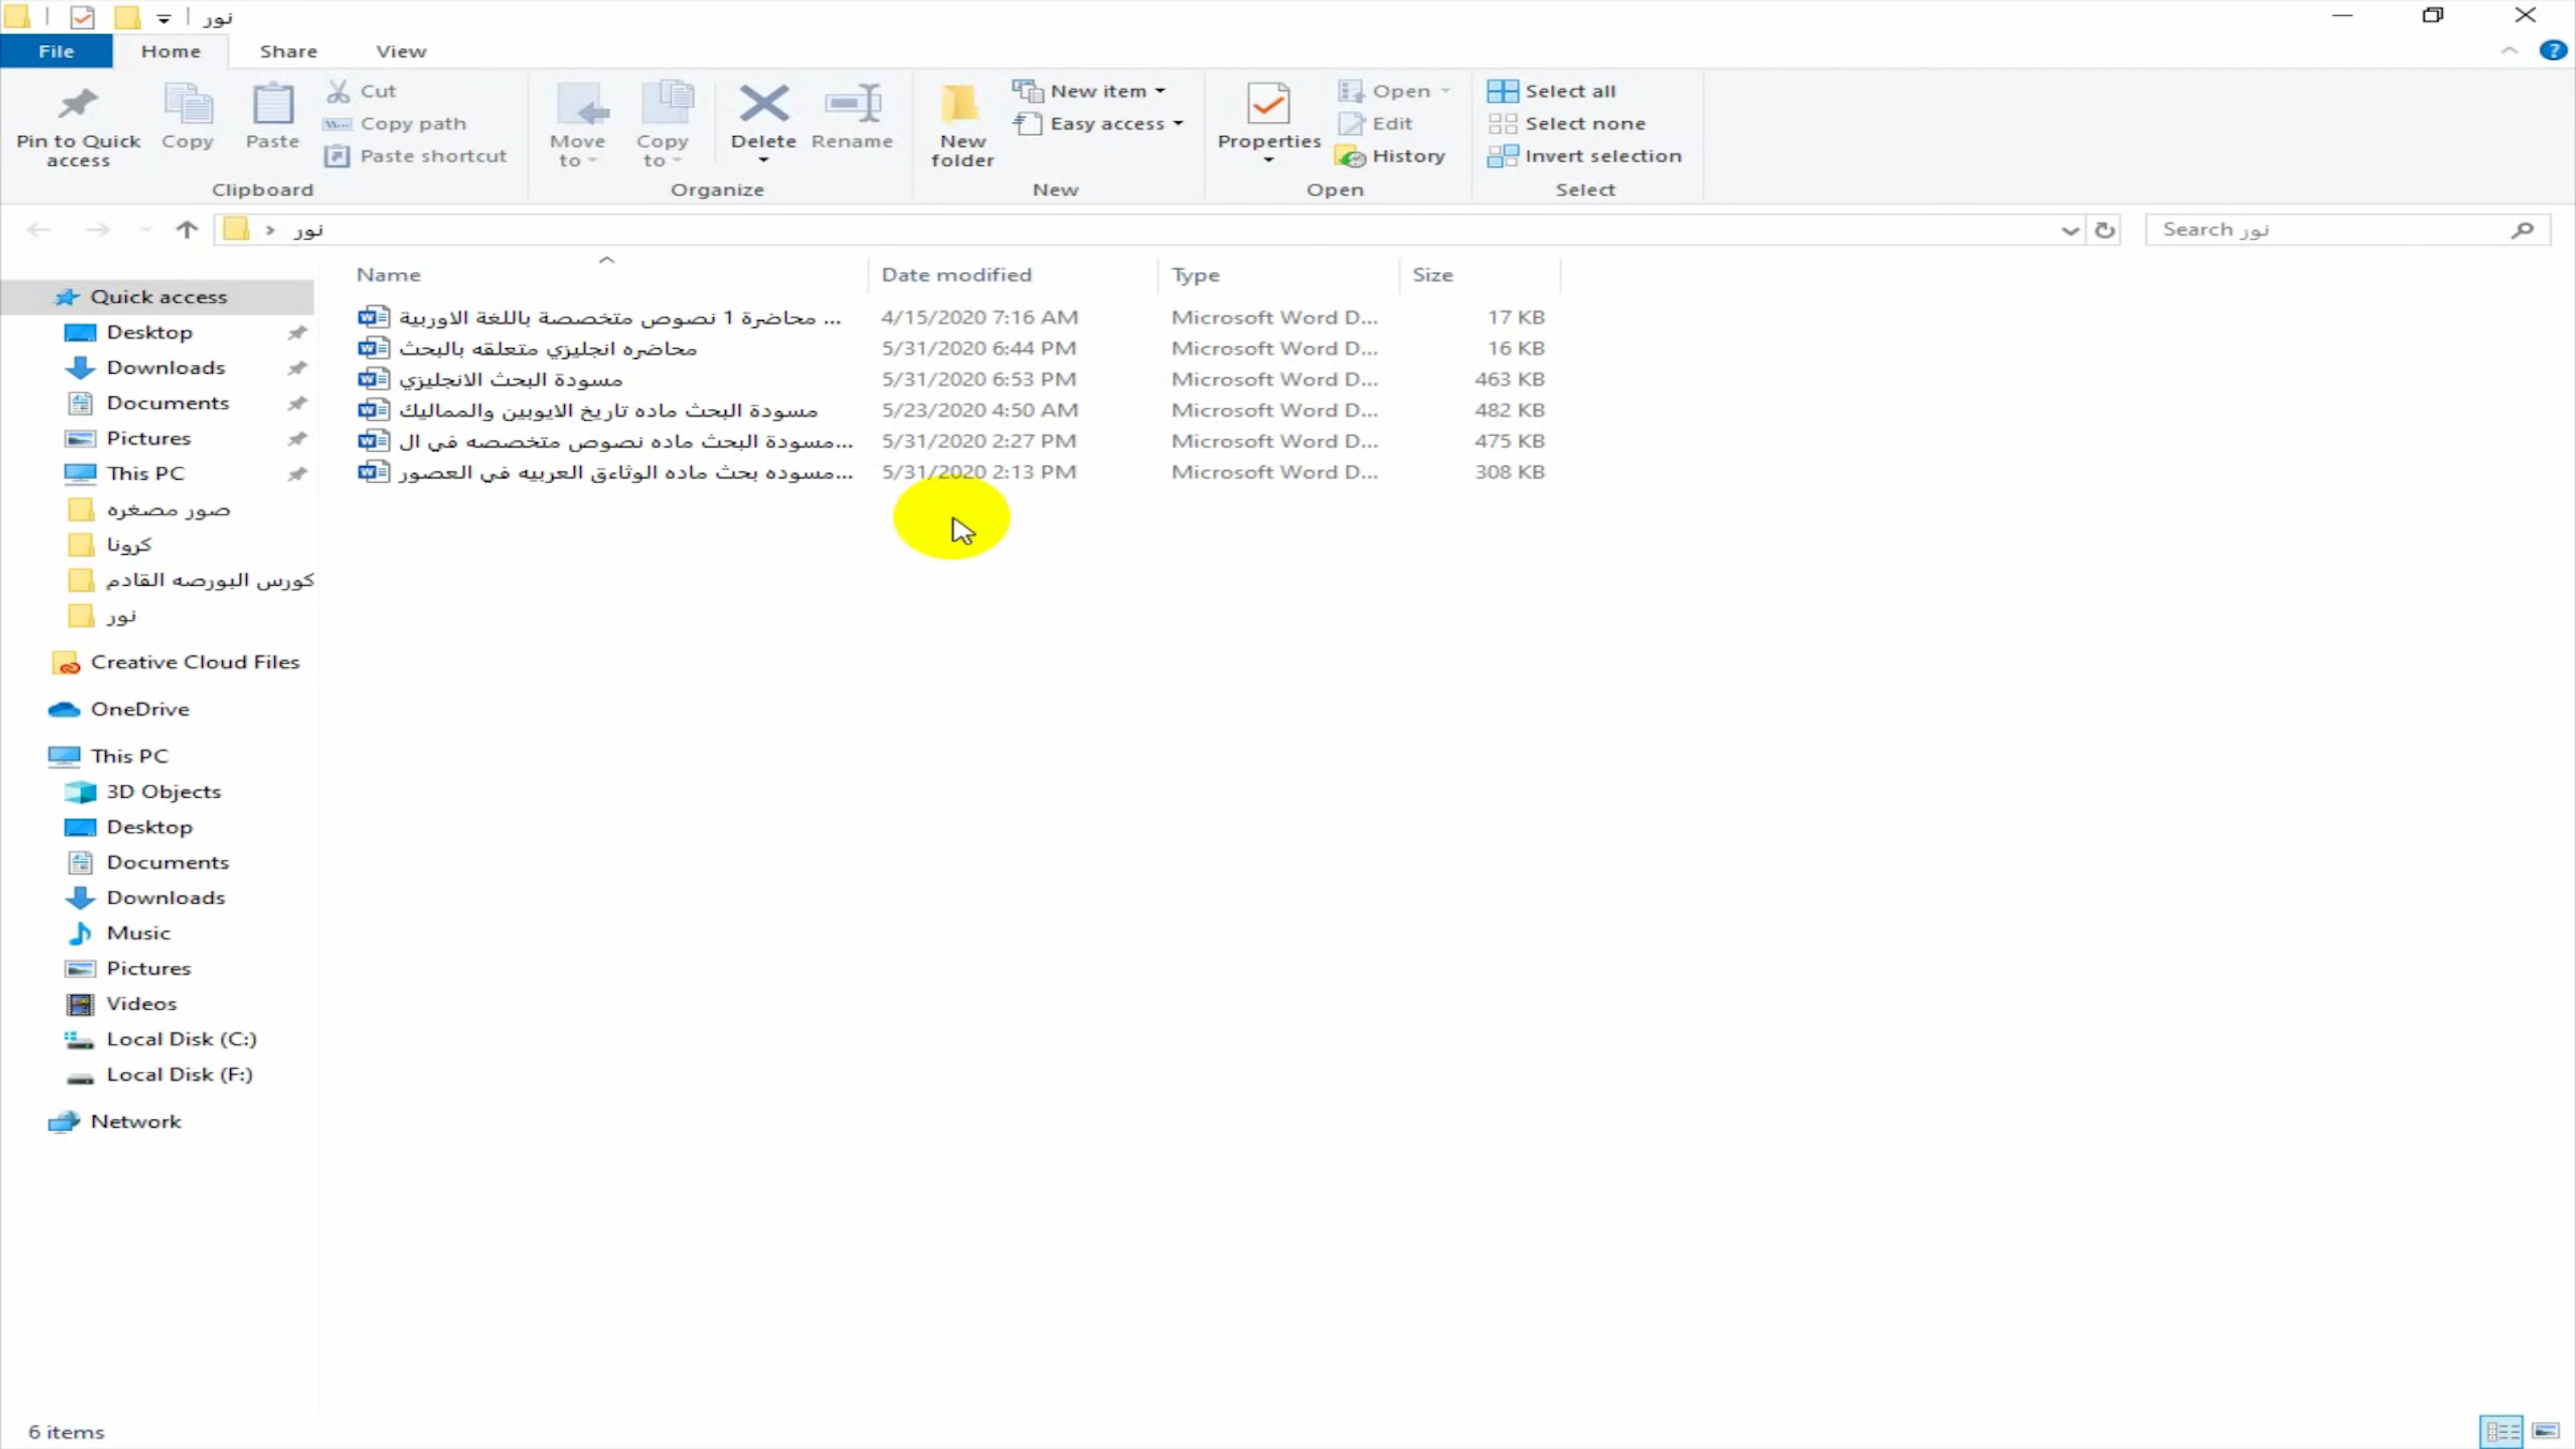 نور
File Home Share View
Pin to Quick access
Copy
Paste
Cut
Copy path
Paste shortcut
Clipboard
Move to
Copy to
Delete
Rename
Organize
New folder
New item
Easy access
New
Properties
Open
Edit
History
Open
Select all
Select none
Invert selection
Select
نور
Search نور
Name Date modified Type Size
محاضرة 1 نصوص متخصصة باللغة الاوربية ... 4/15/2020 7:16 AM Microsoft Word D... 17 KB
محاضره انجليزي متعلقه بالبحث 5/31/2020 6:44 PM Microsoft Word D... 16 KB
مسودة البحث الانجليزي 5/31/2020 6:53 PM Microsoft Word D... 463 KB
مسودة البحث ماده تاريخ الايوبين والمماليك 5/23/2020 4:50 AM Microsoft Word D... 482 KB
مسودة البحث ماده نصوص متخصصه في ال... 5/31/2020 2:27 PM Microsoft Word D... 475 KB
مسوده بحث ماده الوثاءق العربيه في العصور... 5/31/2020 2:13 PM Microsoft Word D... 308 KB
Quick access
Desktop
Downloads
Documents
Pictures
This PC
صور مصغره
كرونا
كورس البورصه القادم
نور
Creative Cloud Files
OneDrive
This PC
3D Objects
Desktop
Documents
Downloads
Music
Pictures
Videos
Local Disk (C:)
Local Disk (F:)
Network
6 items